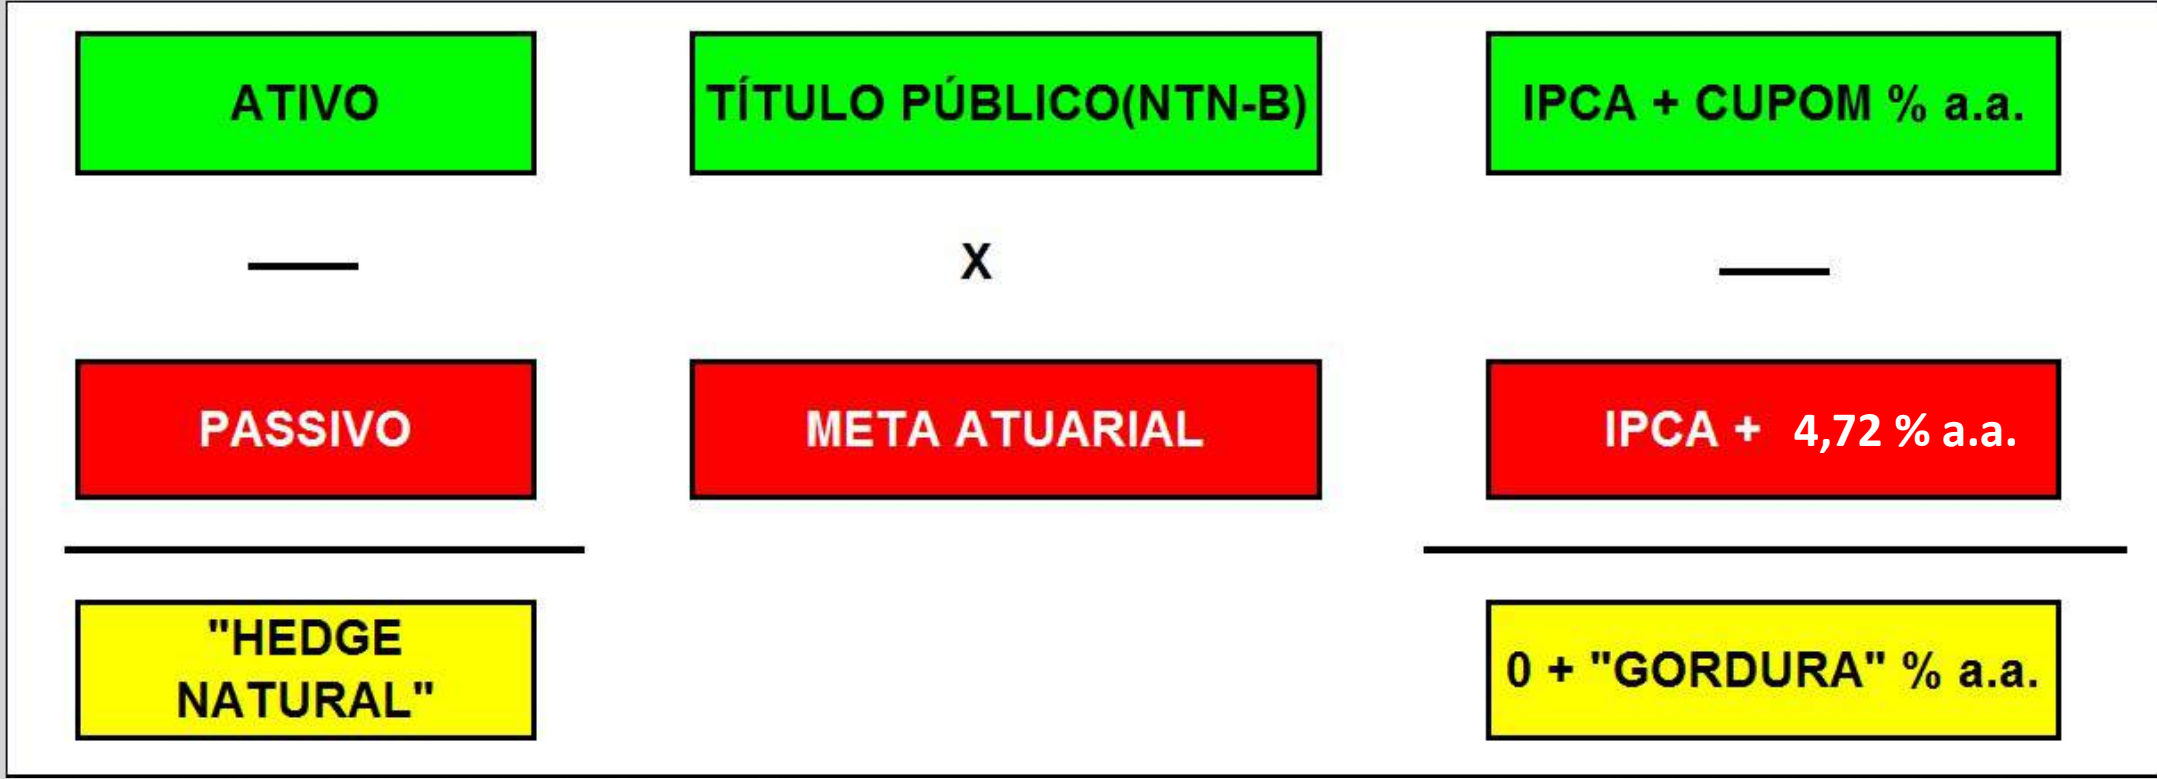 ATIVO
TÍTULO PÚBLICO(NTN-B)
IPCA + CUPOM % a.a.
X
PASSIVO
META ATUARIAL
IPCA + 4,72 % a.a.
"HEDGE
NATURAL"
0 + "GORDURA" % a.a.